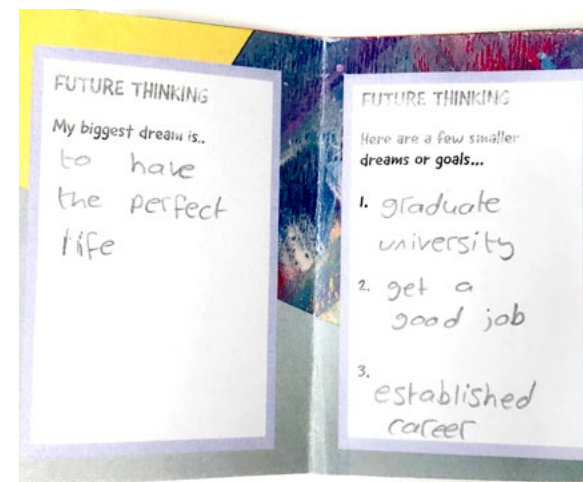 FUTURE THINKING
My biggest dream is..
to have
the perfect
life
FUTURE THINKING
Here are a few smaller
dreams or goals...
1. graduate
university
2. get a
good job
3.
established
career